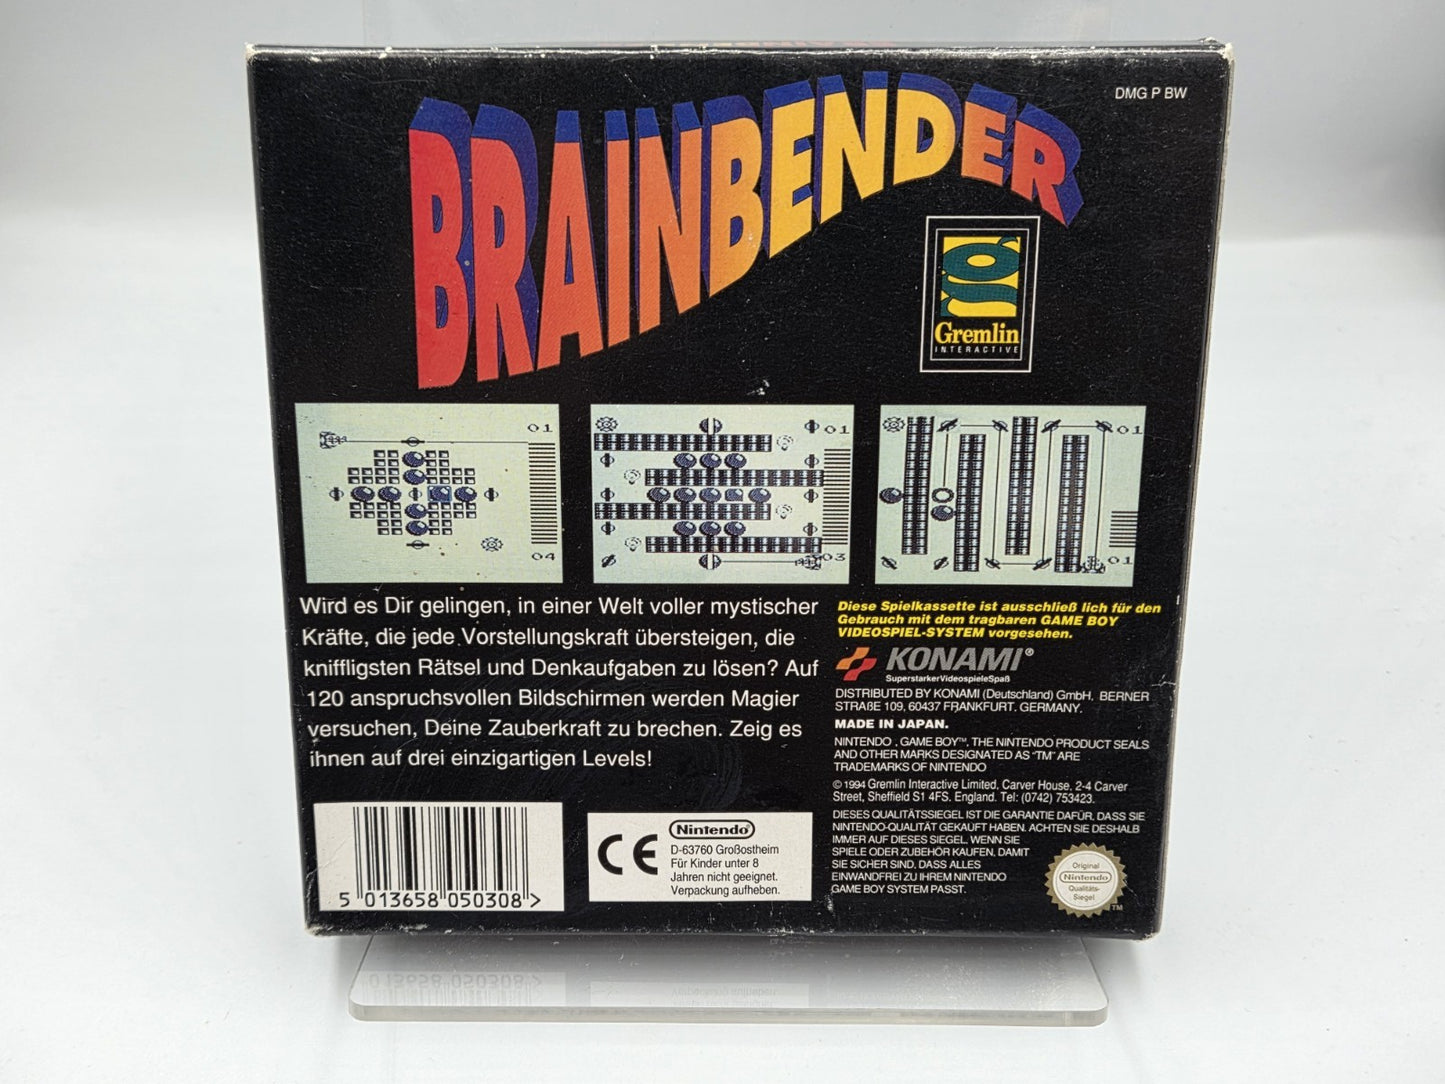 DMG P BW
BRAINBENDER
Gremlin
INTERACTIVE
01
04
01
03
01
01
Wird es Dir gelingen, in einer Welt voller mystischer
Kräfte, die jede Vorstellungskraft übersteigen, die
kniffligsten Rätsel und Denkaufgaben zu lösen? Auf
120 anspruchsvollen Bildschirmen werden Magier
versuchen, Deine Zauberkraft zu brechen. Zeig es
ihnen auf drei einzigartigen Levels!
Diese Spielkassette ist ausschließ lich für den
Gebrauch mit dem tragbaren GAME BOY
VIDEOSPIEL-SYSTEM vorgesehen.
KONAMI®
SuperstarkerVideospieleSpaß
DISTRIBUTED BY KONAMI (Deutschland) GmbH. BERNER
STRAßE 109, 60437 FRANKFURT. GERMANY.
MADE IN JAPAN.
NINTENDO , GAME BOY™, THE NINTENDO PRODUCT SEALS
AND OTHER MARKS DESIGNATED AS "TM" ARE
TRADEMARKS OF NINTENDO
© 1994 Gremlin Interactive Limited, Carver House, 2-4 Carver
Street, Sheffield S1 4FS. England. Tel: (0742) 753423.
DIESES QUALITÄTSSIEGEL IST DIE GARANTIE DAFÜR, DASS SIE
NINTENDO-QUALITÄT GEKAUFT HABEN. ACHTEN SIE DESHALB
IMMER AUF DIESES SIEGEL, WENN SIE
SPIELE ODER ZUBEHÖR KAUFEN, DAMIT
SIE SICHER SIND, DASS ALLES
EINWANDFREI ZU IHREM NINTENDO
GAME BOY SYSTEM PASST.
Original
Nintendo
Qualitäts-
Siegel
TM
CE
Nintendo
D-63760 Großostheim
Für Kinder unter 8
Jahren nicht geeignet.
Verpackung aufheben.
5 013658 050308 >